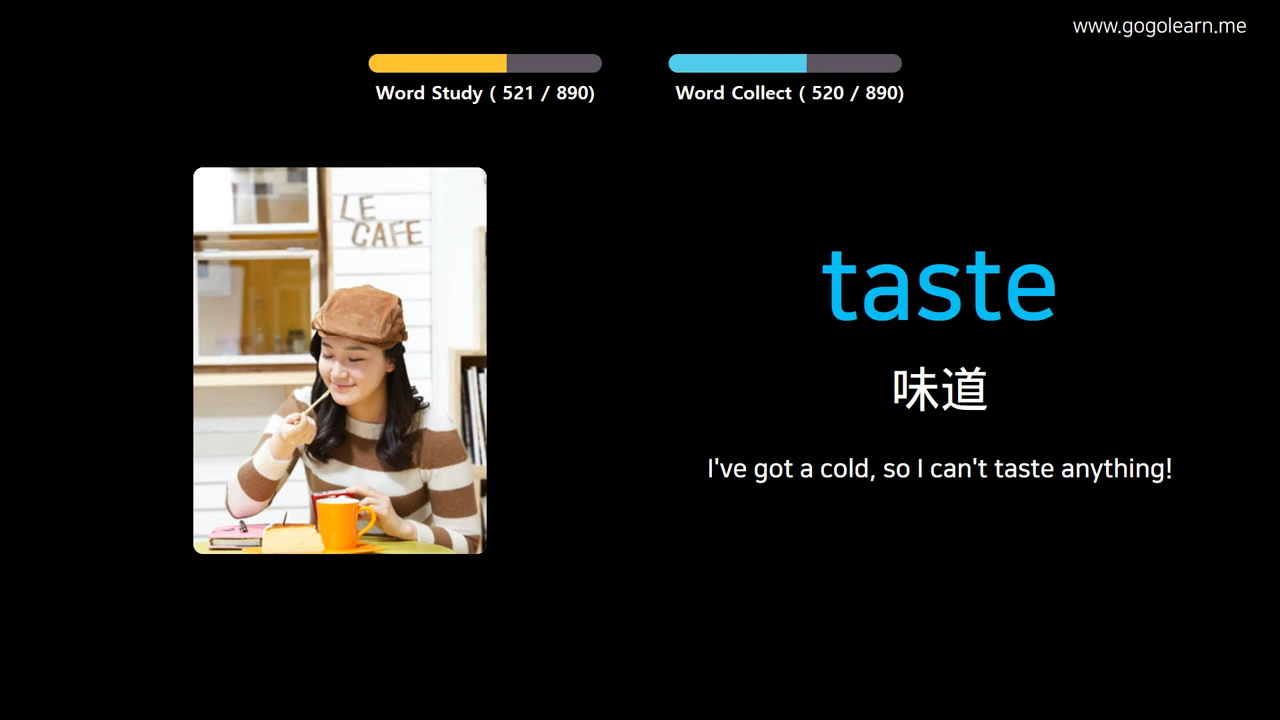 www.gogolearn.me
Word Study ( 521 / 890)
Word Collect ( 520 / 890)
LE
CAFE
taste
味道
I've got a cold, so I can't taste anything!